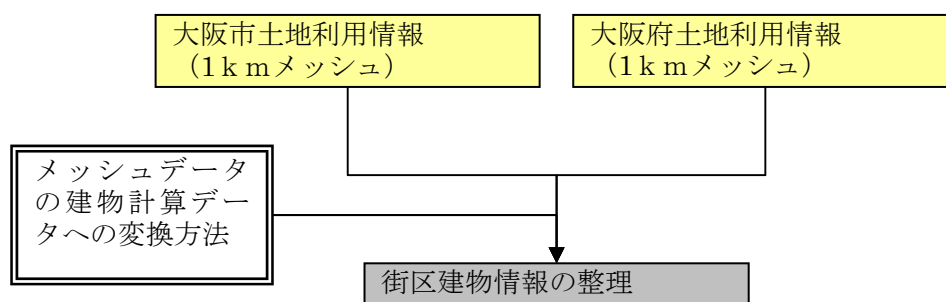 大阪市土地利用情報
（１ｋｍメッシュ）
大阪府土地利用情報
（１ｋｍメッシュ）
メッシュデータ
の建物計算デー
タへの変換方法
街区建物情報の整理